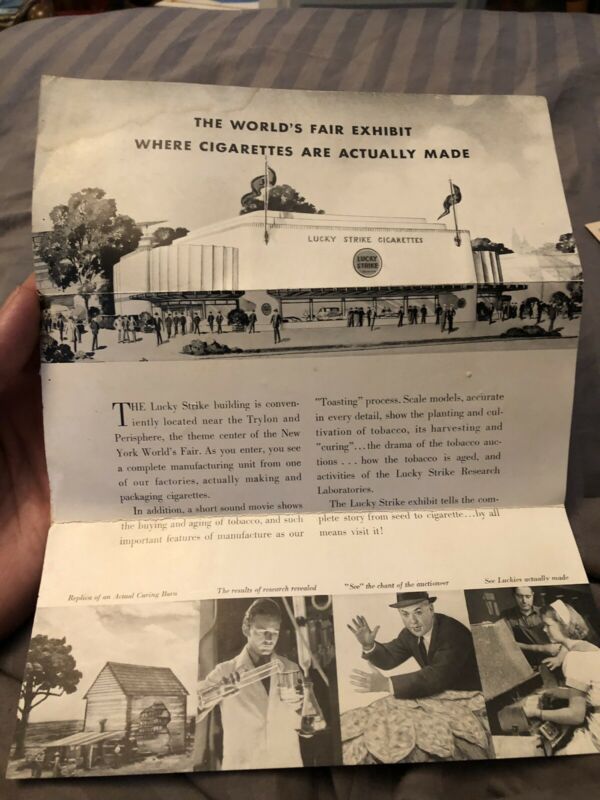 THE WORLD'S FAIR EXHIBIT
WHERE CIGARETTES ARE ACTUALLY MADE
LUCKY STRIKE CIGARETTES
LUCKY
STRIKE
THE Lucky Strike building is conven-
iently located near the Trylon and
Perisphere, the theme center of the New
York World's Fair. As you enter, you see
a complete manufacturing unit from one
of our factories, actually making and
packaging cigarettes.
In addition, a short sound movie shows
the buying and aging of tobacco, and such
important features of manufacture as our
"Toasting" process. Scale models, accurate
in every detail, show the planting and cul-
tivation of tobacco, its harvesting and
"curing"...the drama of the tobacco auc-
tions . . . how the tobacco is aged, and
activities of the Lucky Strike Research
Laboratories.
The Lucky Strike exhibit tells the com-
plete story from seed to cigarette...by all
means visit it!
Replica of an Actual Curing Barn
The results of research revealed
"See" the chant of the auctioneer
See Luckies actually made